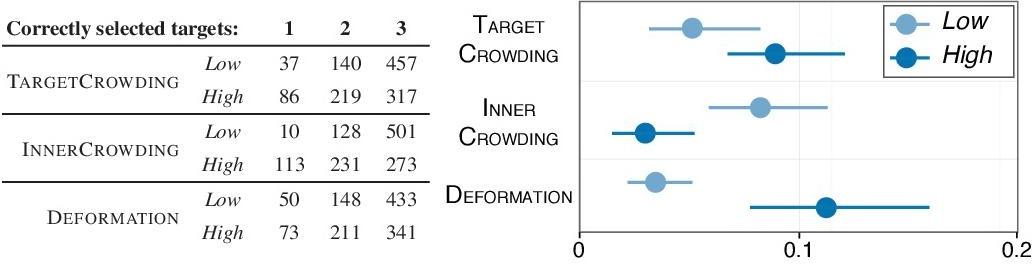 Correctly selected targets: 1 2 3
TARGETCROWDING Low 37 140 457
High 86 219 317
INNERCROWDING Low 10 128 501
High 113 231 273
DEFORMATION Low 50 148 433
High 73 211 341
TARGET
CROWDING
INNER
CROWDING
DEFORMATION
Low
High
0 0.1 0.2